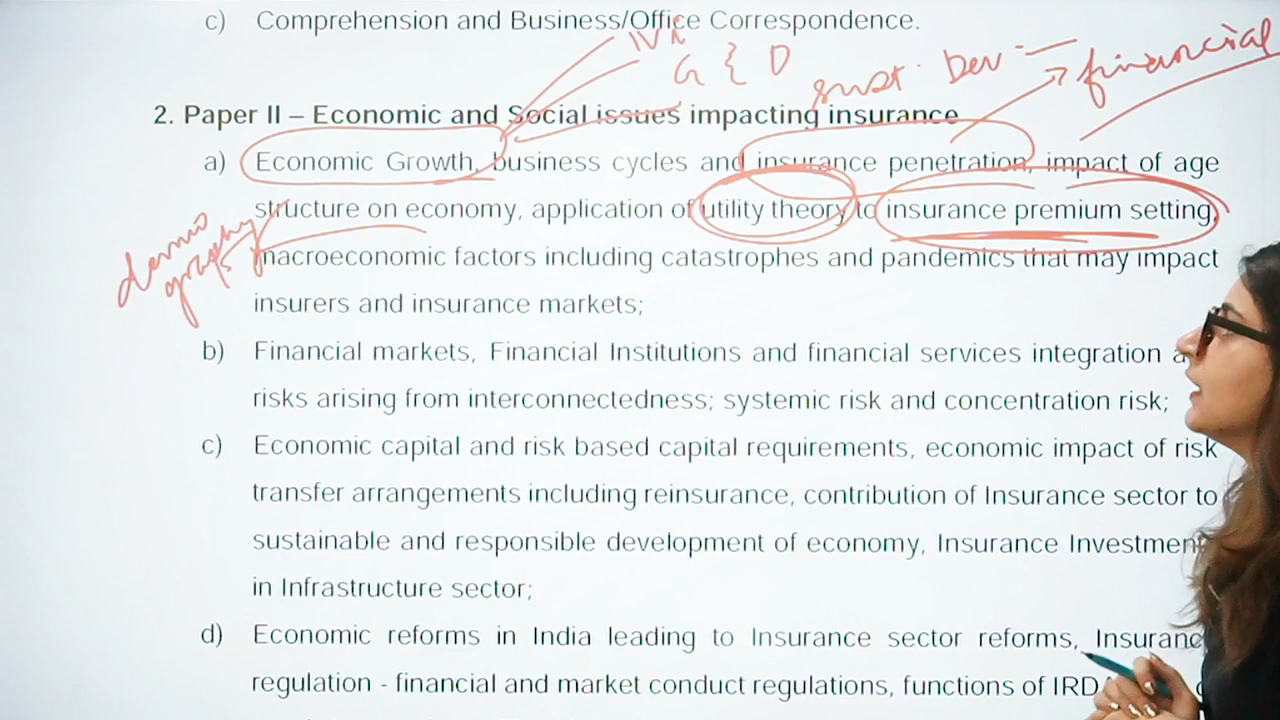 c) Comprehension and Business/Office Correspondence.
G & D
sust. Dev :- financial
2. Paper II – Economic and Social issues impacting insurance
a) Economic Growth, business cycles and insurance penetration, impact of age
structure on economy, application of utility theory to insurance premium setting,
demo
graphy
macroeconomic factors including catastrophes and pandemics that may impact
insurers and insurance markets;
b) Financial markets, Financial Institutions and financial services integration
risks arising from interconnectedness; systemic risk and concentration risk;
c) Economic capital and risk based capital requirements, economic impact of risk
transfer arrangements including reinsurance, contribution of Insurance sector to
sustainable and responsible development of economy, Insurance Investment
in Infrastructure sector;
d) Economic reforms in India leading to Insurance sector reforms, Insuranc
regulation - financial and market conduct regulations, functions of IRDA